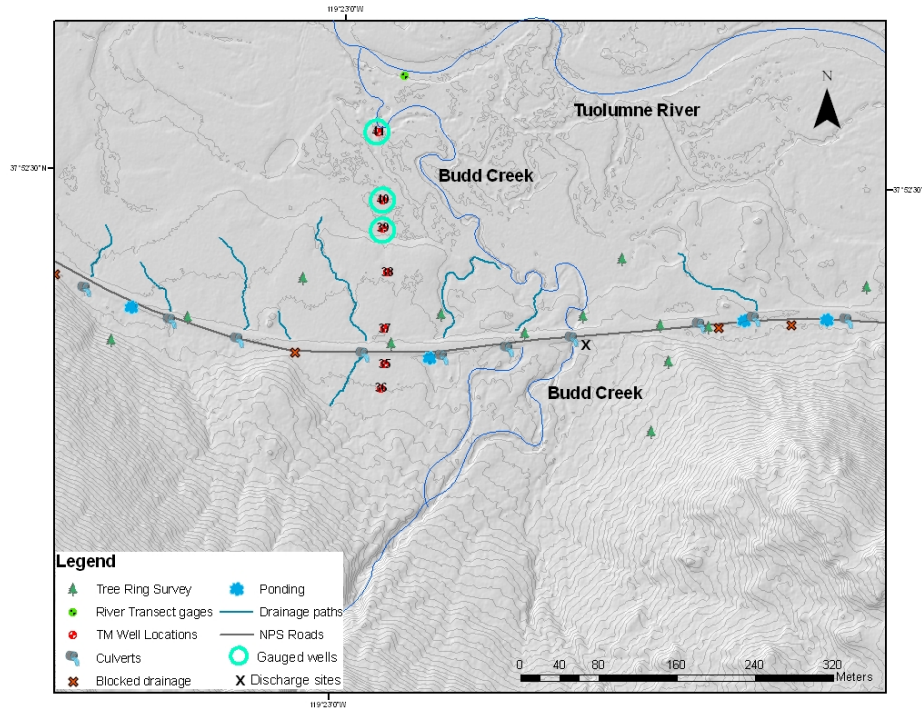 119°23'0"W
N
Tuolumne River
41
37°52'30"N
Budd Creek
37°52'30"N
40
39
38
37
35
X
36
Budd Creek
Legend
Tree Ring Survey
Ponding
River Transect gages
Drainage paths
TM Well Locations
NPS Roads
Culverts
Gauged wells
Blocked drainage
X Discharge sites
0 40 80 160 240 320
Meters
119°23'0"W